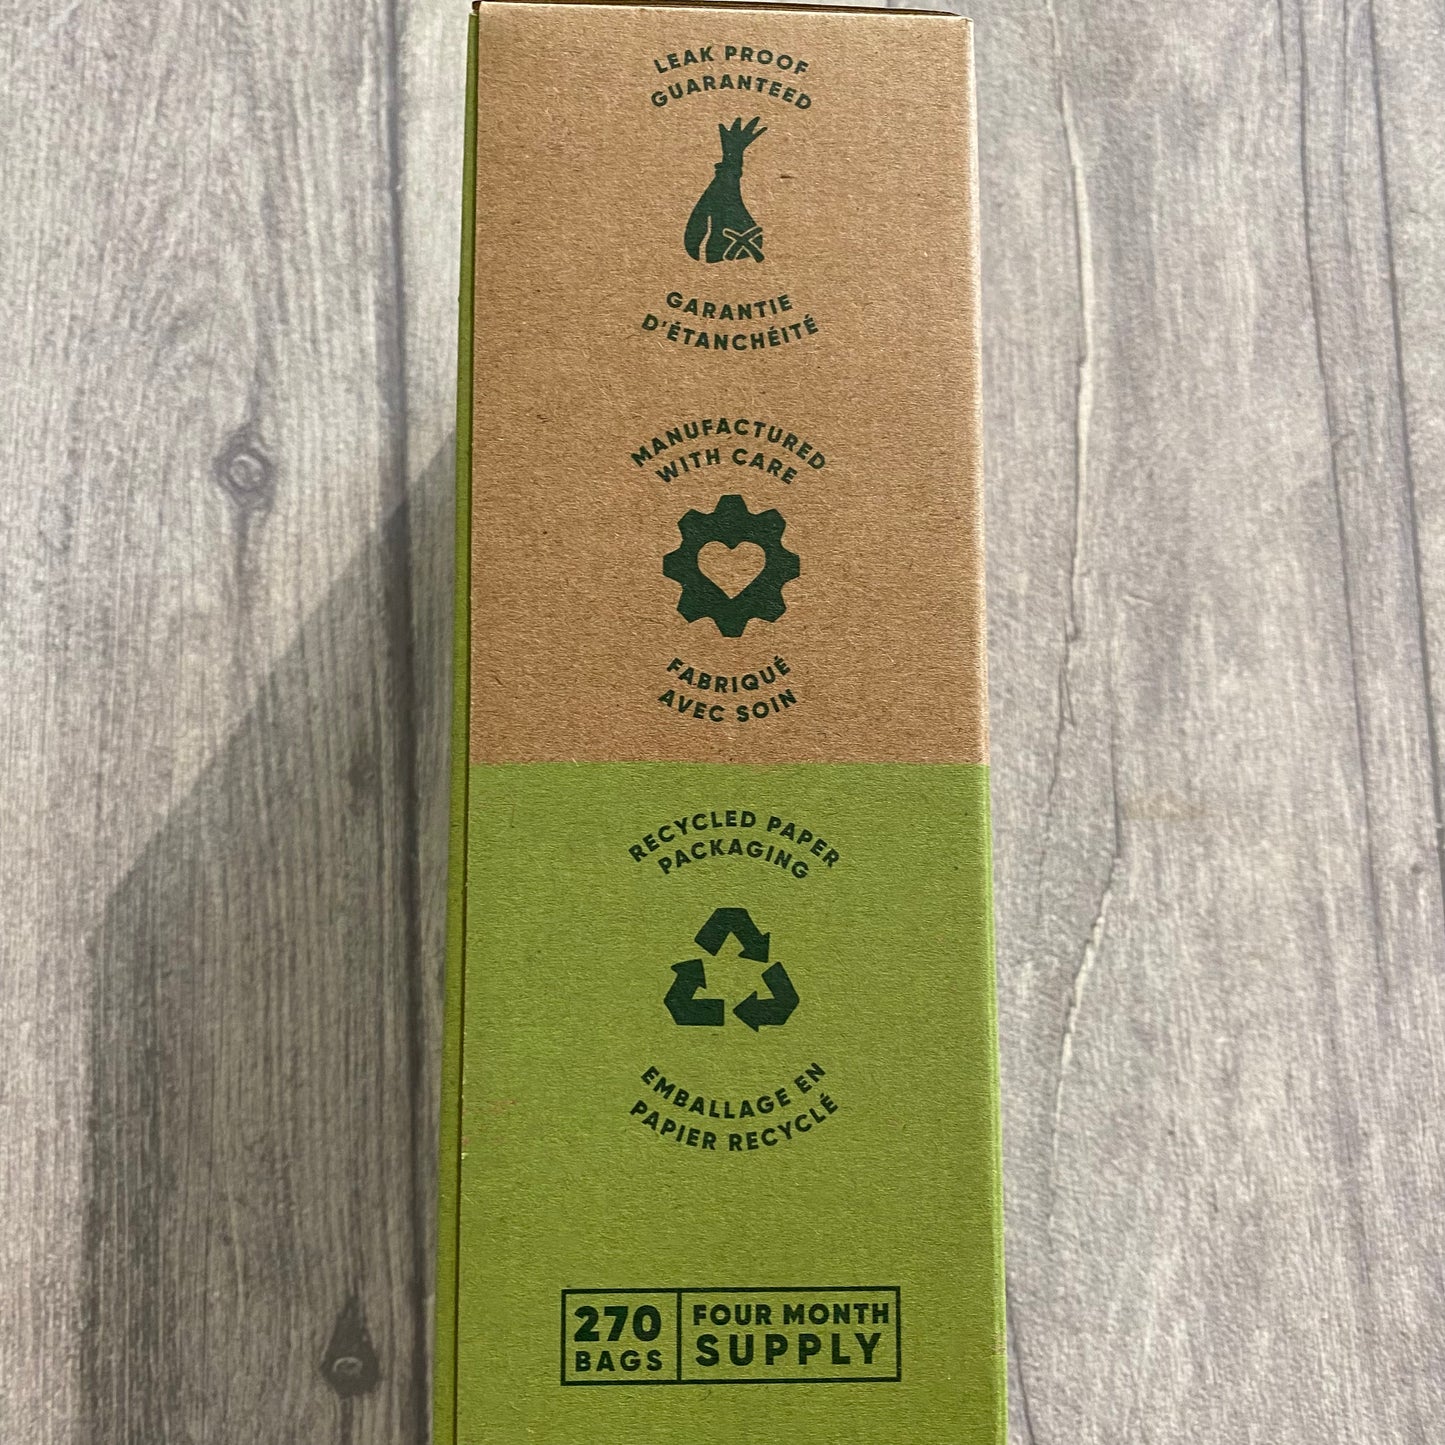 LEAK PROOF
GUARANTEED
GARANTIE
D'ÉTANCHÉITÉ
MANUFACTURED
WITH CARE
FABRIQUÉ
AVEC SOIN
RECYCLED PAPER
PACKAGING
EMBALLAGE EN
PAPIER RECYCLÉ
270
BAGS
FOUR MONTH
SUPPLY